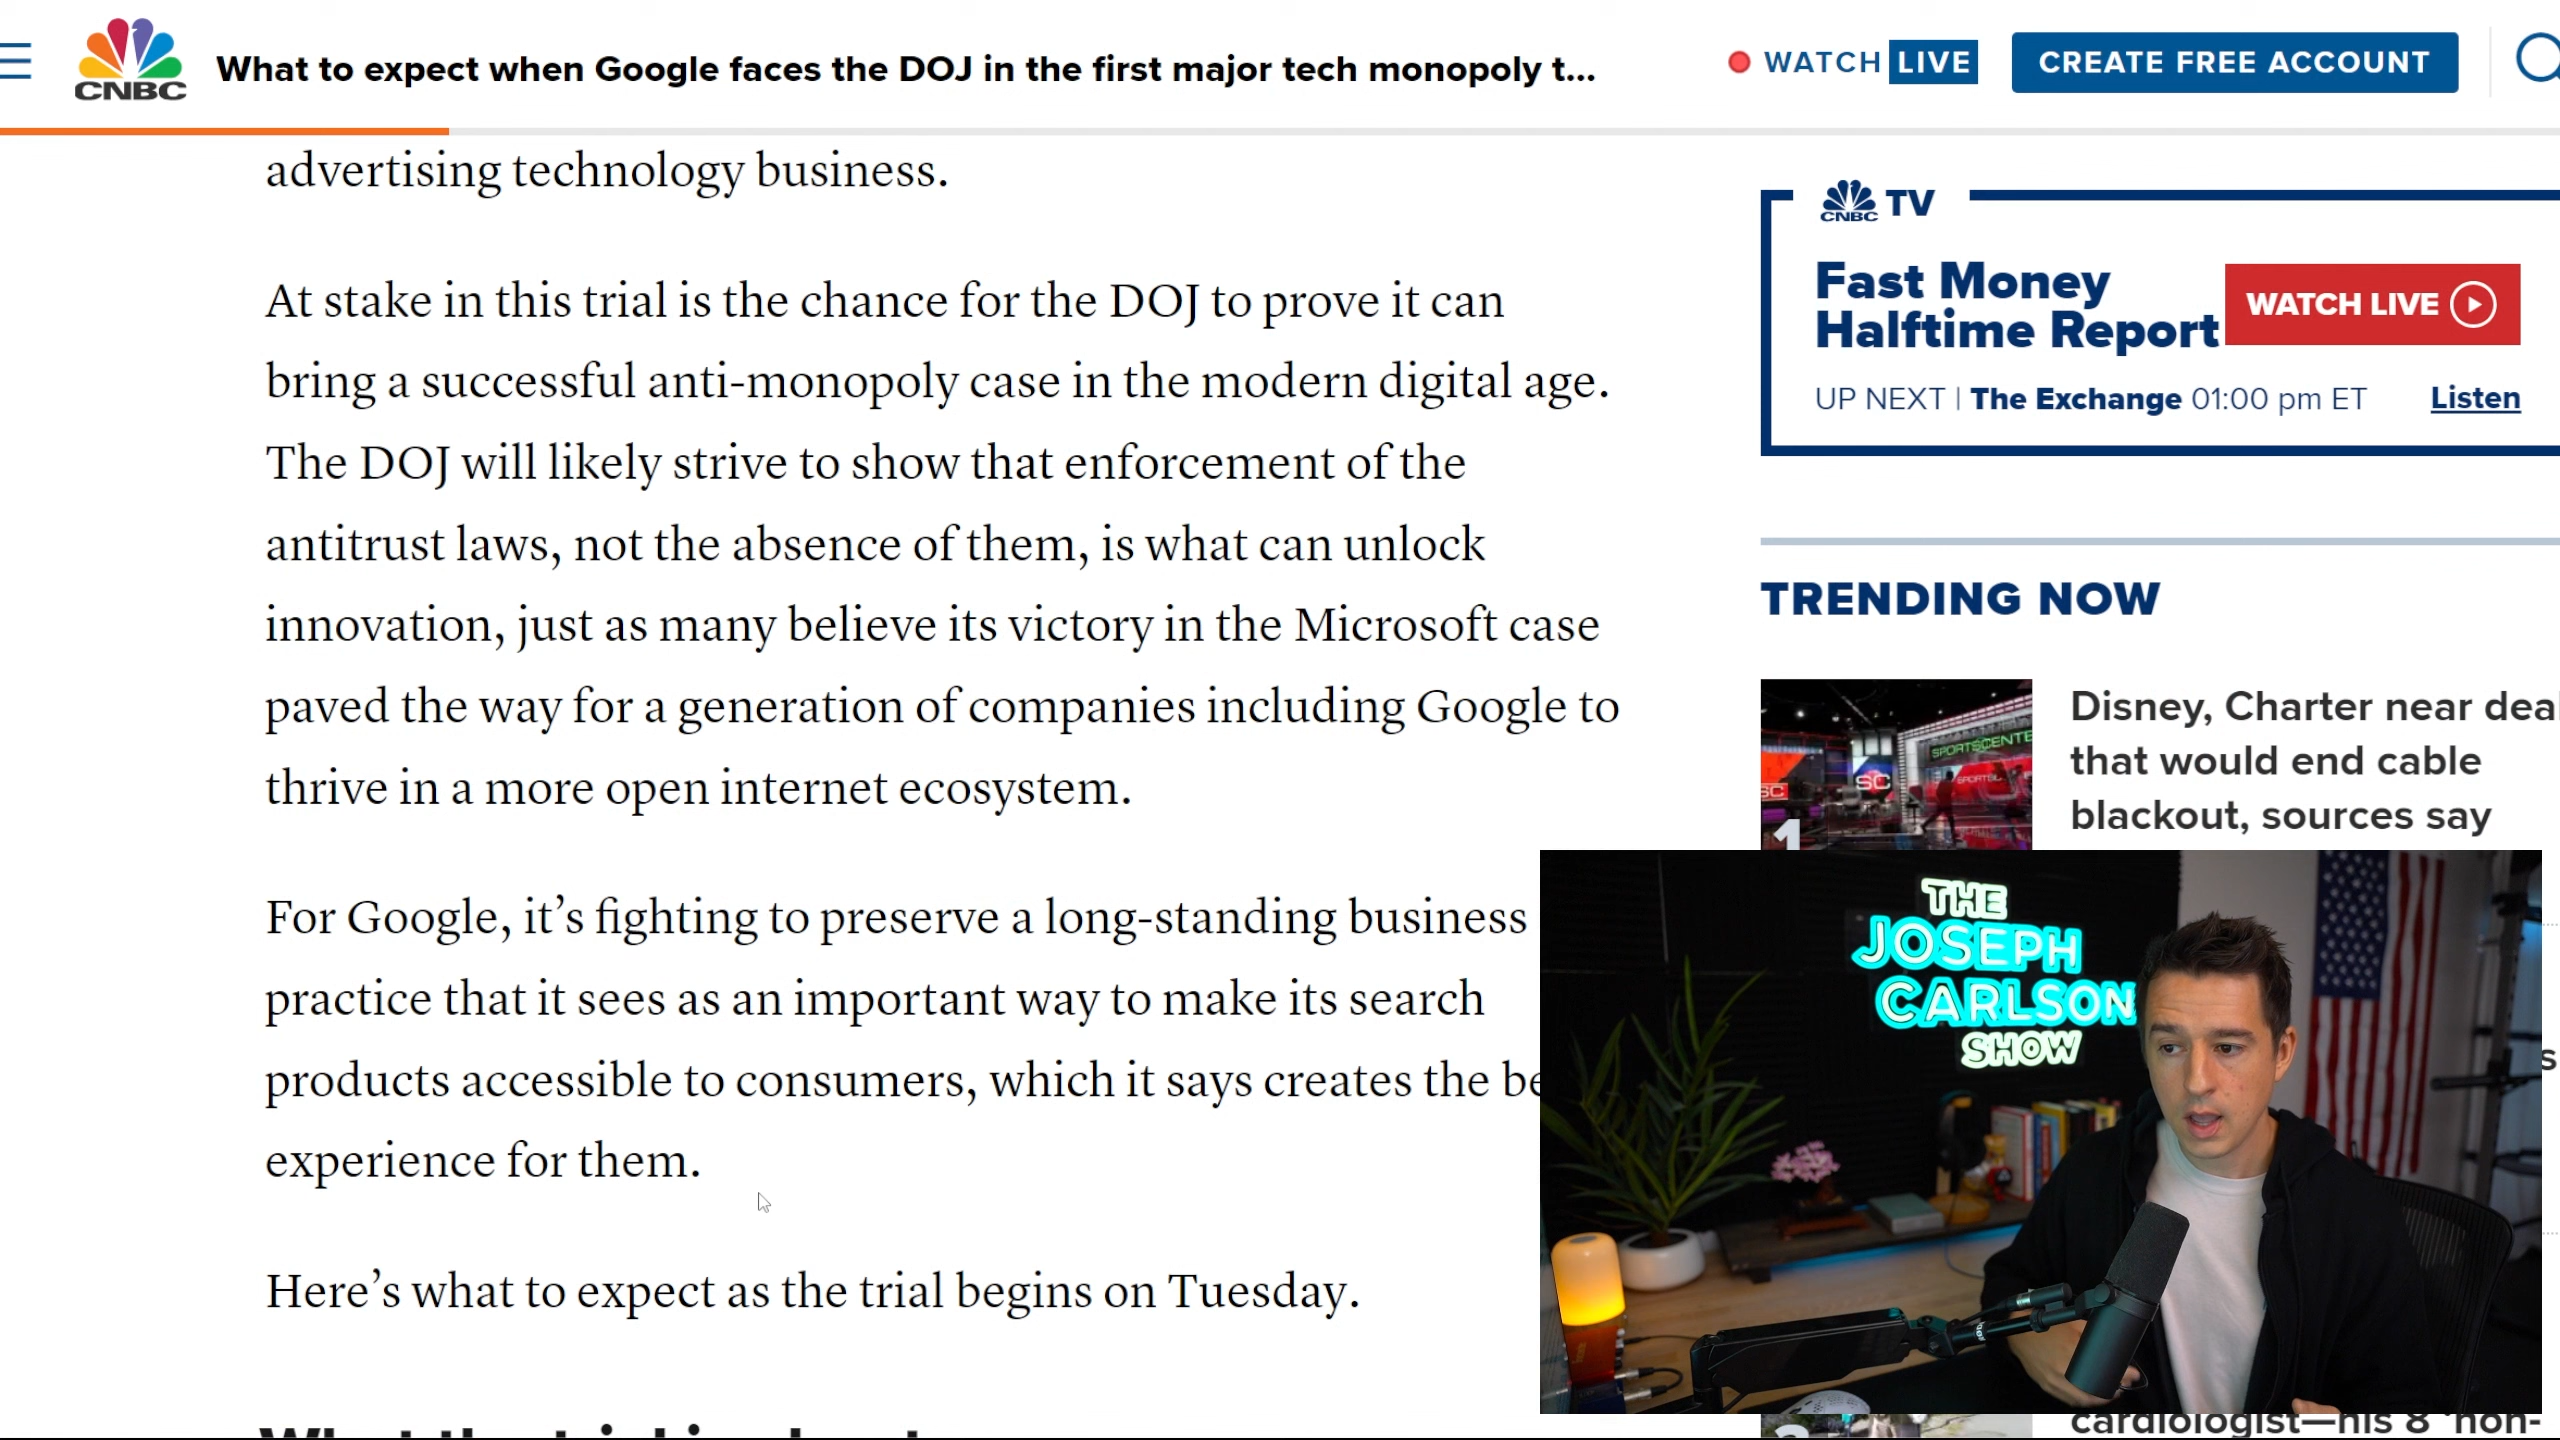 CNBC
What to expect when Google faces the DOJ in the first major tech monopoly t...
WATCH LIVE
CREATE FREE ACCOUNT
advertising technology business.
At stake in this trial is the chance for the DOJ to prove it can
bring a successful anti-monopoly case in the modern digital age.
The DOJ will likely strive to show that enforcement of the
antitrust laws, not the absence of them, is what can unlock
innovation, just as many believe its victory in the Microsoft case
paved the way for a generation of companies including Google to
thrive in a more open internet ecosystem.
For Google, it’s fighting to preserve a long-standing business
practice that it sees as an important way to make its search
products accessible to consumers, which it says creates the be
experience for them.
Here’s what to expect as the trial begins on Tuesday.
CNBC TV
Fast Money
Halftime Report
WATCH LIVE
UP NEXT | The Exchange 01:00 pm ET
Listen
TRENDING NOW
SPORTSCENTE
SC
SC
1
Disney, Charter near deal
that would end cable
blackout, sources say
THE
JOSEPH
CARLSON
SHOW
s
cardiologist—his 8 'non-